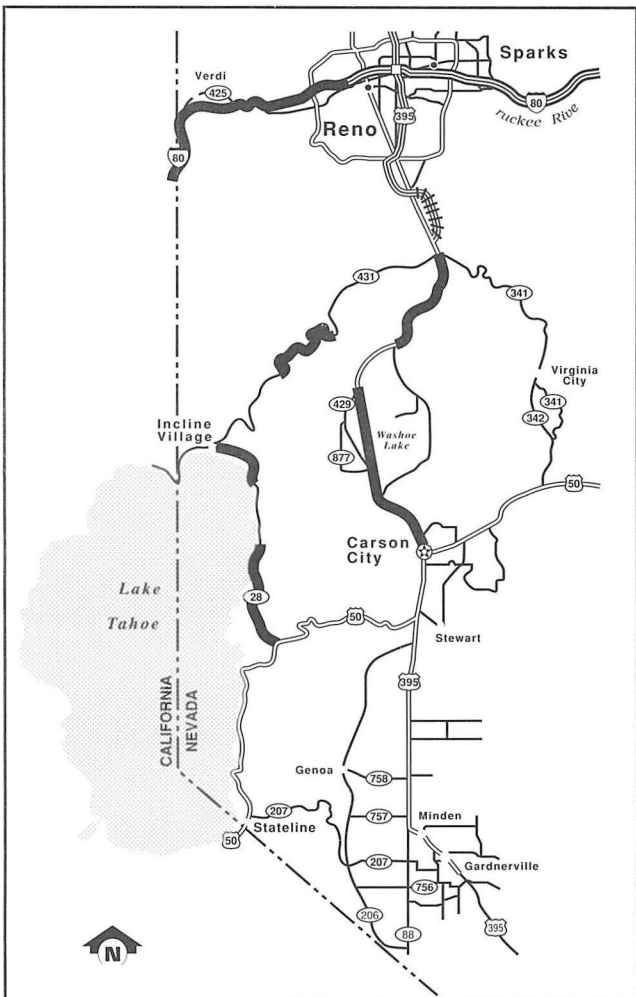 Sparks
Verdi
425
80
Reno
395
ruckee Rive
80
431
341
Virginia
City
341
342
Incline
Village
429
Washoe
Lake
877
50
Carson
City
Lake
Tahoe
28
50
Stewart
395
CALIFORNIA
NEVADA
Genoa
758
207
757
Minden
Stateline
50
207
Gardnerville
756
206
88
395
N